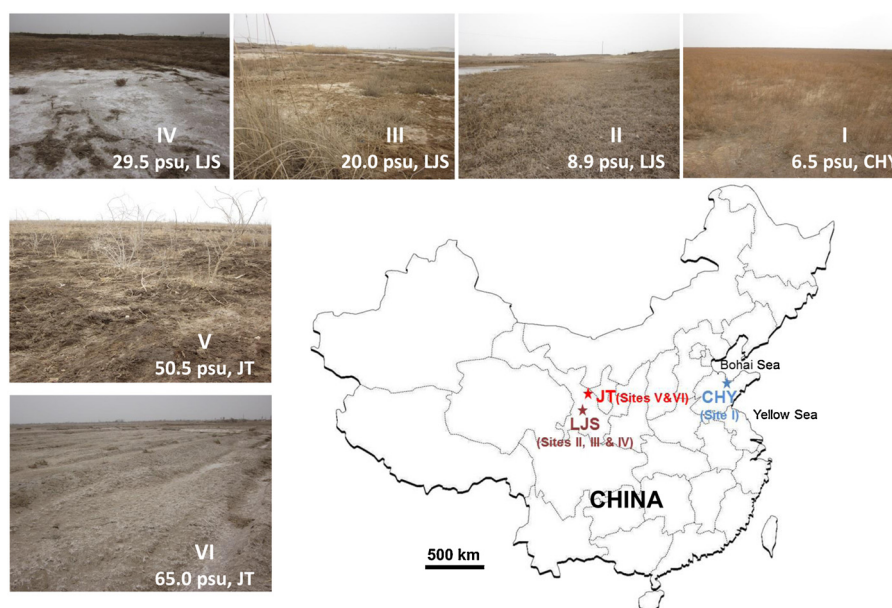 IV
29.5 psu, LJS
III
20.0 psu, LJS
II
8.9 psu, LJS
I
6.5 psu, CHY
V
50.5 psu, JT
VI
65.0 psu, JT
Bohai Sea
JT(Sites V&VI)
CHY
(Site I)
Yellow Sea
LJS
(Sites II, III & IV)
CHINA
500 km